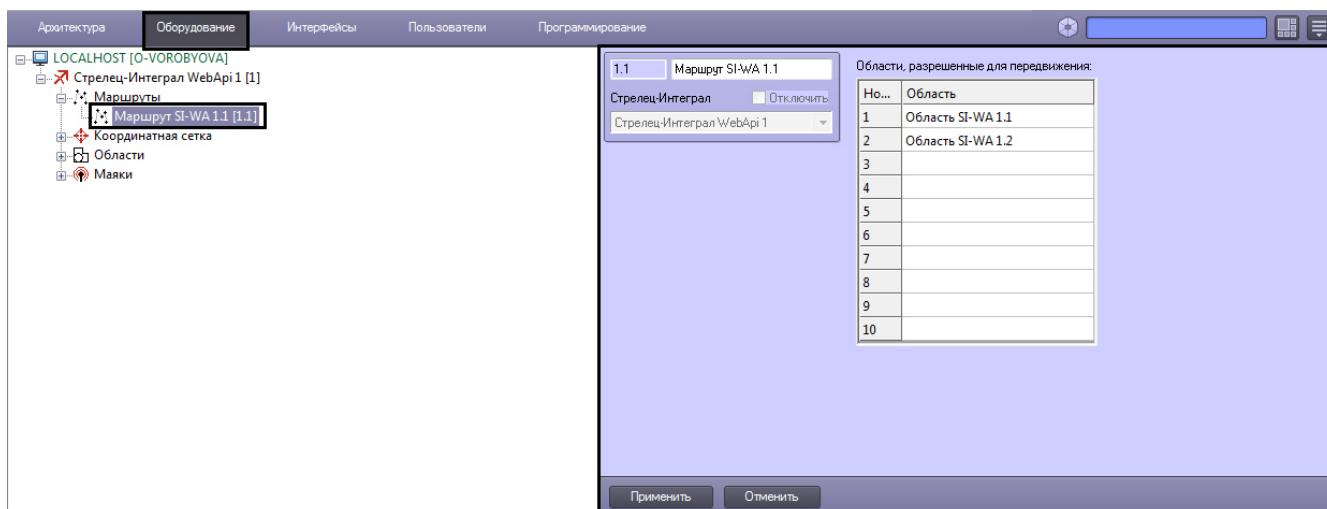 Архитектура Оборудование Интерфейсы Пользователи Программирование
LOCALHOST [O-VOROBYOVA]
Стрелец-Интеграл WebApi 1 [1]
Маршруты
Маршрут SI-WA 1.1 [1.1]
Координатная сетка
Области
Маяки
1.1 Маршрут SI-WA 1.1
Стрелец-Интеграл Отключить
Стрелец-Интеграл WebApi 1
Области, разрешенные для передвижения:
Но... Область
1 Область SI-WA 1.1
2 Область SI-WA 1.2
3
4
5
6
7
8
9
10
Применить Отменить